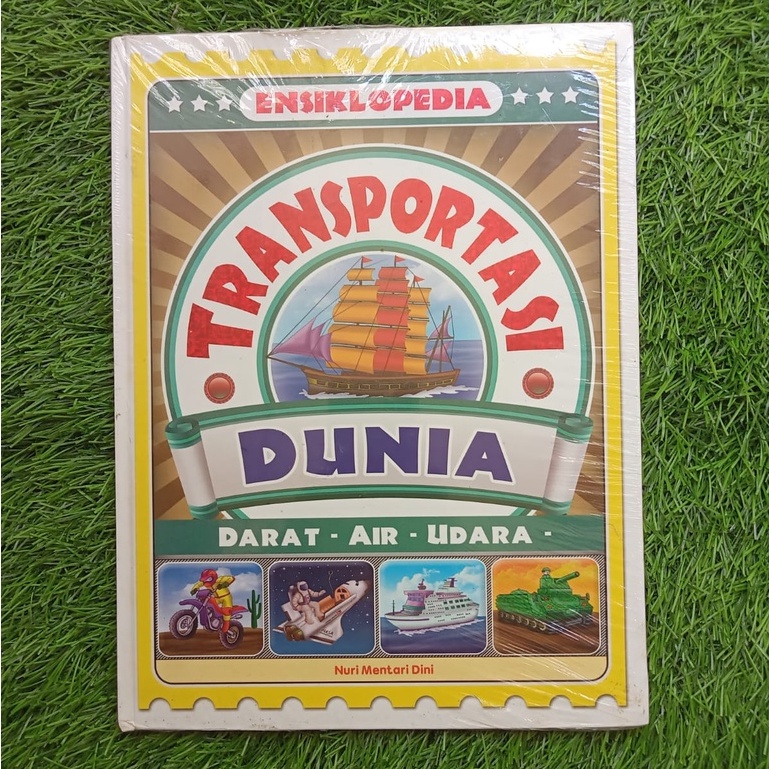 ENSIKLOPEDIA
TRANSPORTASI
DUNIA
DARAT - AIR - UDARA -
Nuri Mentari Dini